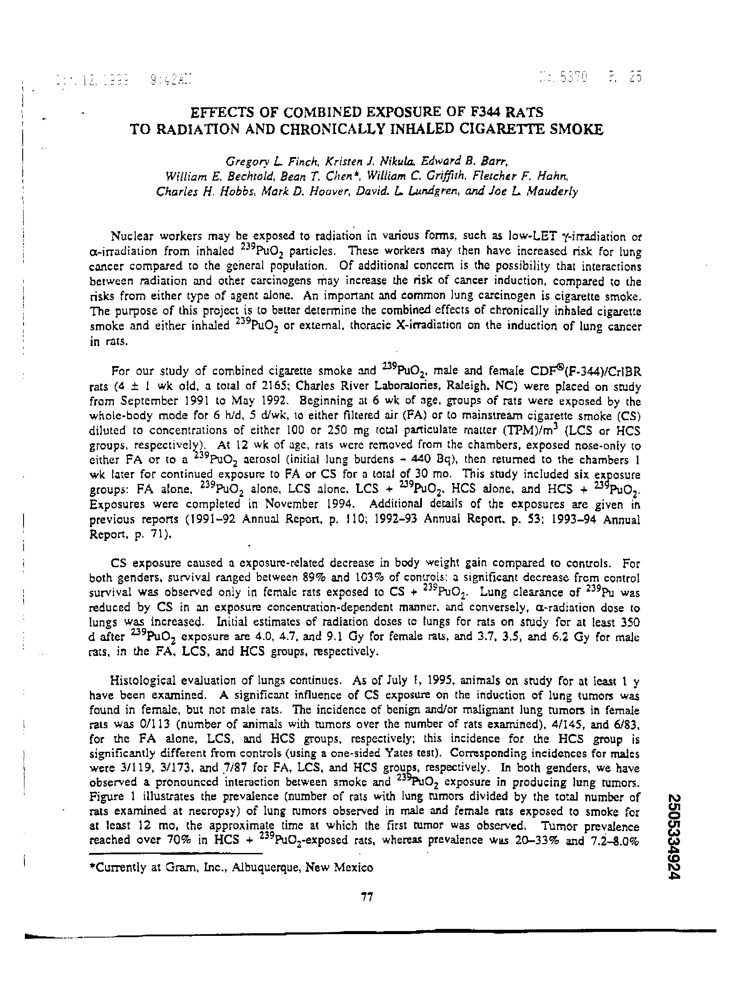 12. 1999 9:42AM No. 5370 P. 25
EFFECTS OF COMBINED EXPOSURE OF F344 RATS
TO RADIATION AND CHRONICALLY INHALED CIGARETTE SMOKE
Gregory L. Finch, Kristen J. Nikula, Edward B. Barr,
William E. Bechtold, Bean T. Chen*, William C. Griffith, Fletcher F. Hahn,
Charles H. Hobbs, Mark D. Hoover, David. L. Lundgren, and Joe L. Mauderly
Nuclear workers may be exposed to radiation in various forms, such as low-LET γ-irradiation or
α-irradiation from inhaled ²³⁹PuO₂ particles. These workers may then have increased risk for lung
cancer compared to the general population. Of additional concern is the possibility that interactions
between radiation and other carcinogens may increase the risk of cancer induction, compared to the
risks from either type of agent alone. An important and common lung carcinogen is cigarette smoke.
The purpose of this project is to better determine the combined effects of chronically inhaled cigarette
smoke and either inhaled ²³⁹PuO₂ or external, thoracic X-irradiation on the induction of lung cancer
in rats.
For our study of combined cigarette smoke and ²³⁹PuO₂, male and female CDF®(F-344)/CrlBR
rats (4 ± 1 wk old, a total of 2165; Charles River Laboratories, Raleigh, NC) were placed on study
from September 1991 to May 1992. Beginning at 6 wk of age, groups of rats were exposed by the
whole-body mode for 6 h/d, 5 d/wk, to either filtered air (FA) or to mainstream cigarette smoke (CS)
diluted to concentrations of either 100 or 250 mg total particulate matter (TPM)/m³ (LCS or HCS
groups, respectively). At 12 wk of age, rats were removed from the chambers, exposed nose-only to
either FA or to a ²³⁹PuO₂ aerosol (initial lung burdens ~ 440 Bq), then returned to the chambers 1
wk later for continued exposure to FA or CS for a total of 30 mo. This study included six exposure
groups: FA alone, ²³⁹PuO₂ alone, LCS alone, LCS + ²³⁹PuO₂, HCS alone, and HCS + ²³⁹PuO₂.
Exposures were completed in November 1994. Additional details of the exposures are given in
previous reports (1991–92 Annual Report, p. 110; 1992–93 Annual Report, p. 53; 1993–94 Annual
Report, p. 71).
CS exposure caused a exposure-related decrease in body weight gain compared to controls. For
both genders, survival ranged between 89% and 103% of controls; a significant decrease from control
survival was observed only in female rats exposed to CS + ²³⁹PuO₂. Lung clearance of ²³⁹Pu was
reduced by CS in an exposure concentration-dependent manner, and conversely, α-radiation dose to
lungs was increased. Initial estimates of radiation doses to lungs for rats on study for at least 350
d after ²³⁹PuO₂ exposure are 4.0, 4.7, and 9.1 Gy for female rats, and 3.7, 3.5, and 6.2 Gy for male
rats, in the FA, LCS, and HCS groups, respectively.
Histological evaluation of lungs continues. As of July 1, 1995, animals on study for at least 1 y
have been examined. A significant influence of CS exposure on the induction of lung tumors was
found in female, but not male rats. The incidence of benign and/or malignant lung tumors in female
rats was 0/113 (number of animals with tumors over the number of rats examined), 4/145, and 6/83,
for the FA alone, LCS, and HCS groups, respectively; this incidence for the HCS group is
significantly different from controls (using a one-sided Yates test). Corresponding incidences for males
were 3/119, 3/173, and 7/87 for FA, LCS, and HCS groups, respectively. In both genders, we have
observed a pronounced interaction between smoke and ²³⁹PuO₂ exposure in producing lung tumors.
Figure 1 illustrates the prevalence (number of rats with lung tumors divided by the total number of
rats examined at necropsy) of lung tumors observed in male and female rats exposed to smoke for
at least 12 mo, the approximate time at which the first tumor was observed. Tumor prevalence
reached over 70% in HCS + ²³⁹PuO₂-exposed rats, whereas prevalence was 20–33% and 7.2–8.0%
*Currently at Gram, Inc., Albuquerque, New Mexico
77
2505334924